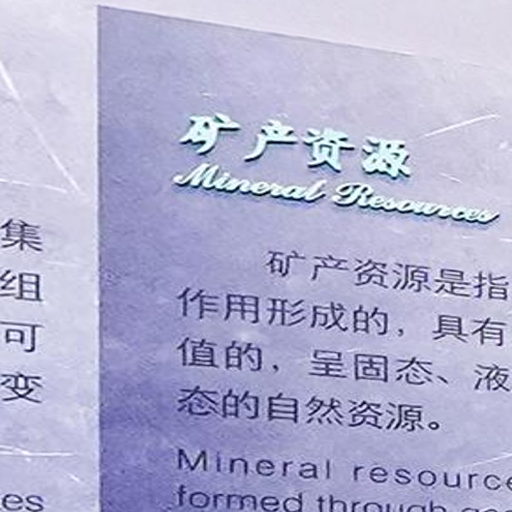 矿产资源
Mineral Resources
矿产资源是指
作用形成的，具有
值的，呈固态、液
态的自然资源。
Mineral resource
formed through
集
组
可
变
es